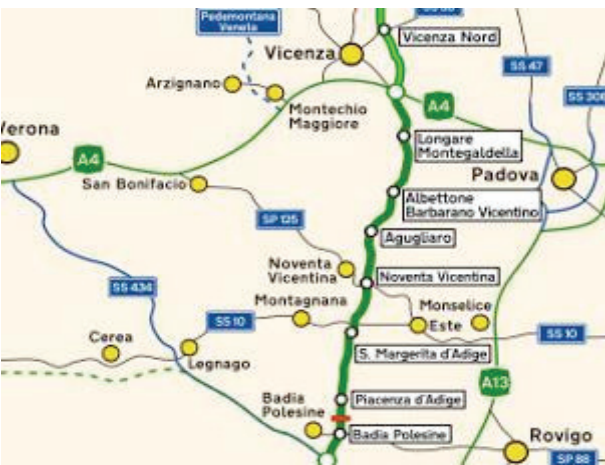 Pedemontana
Veneta
Vicenza Nord
Vicenza
SS 47
Arzignano
SS 308
A4
Montechio
Maggiore
Longare
Montegaldella
Verona
A4
Padova
San Bonifacio
Albettone
Barbarano Vicentino
SP 125
Agugliaro
Noventa
Vicentina
Noventa Vicentina
SS 434
Montagnana
Monselice
SS 10
Este
SS 10
Cerea
Legnago
S. Margerita d'Adige
A13
Badia
Polesine
Piacenza d'Adige
Badia Polesine
Rovigo
SP 88